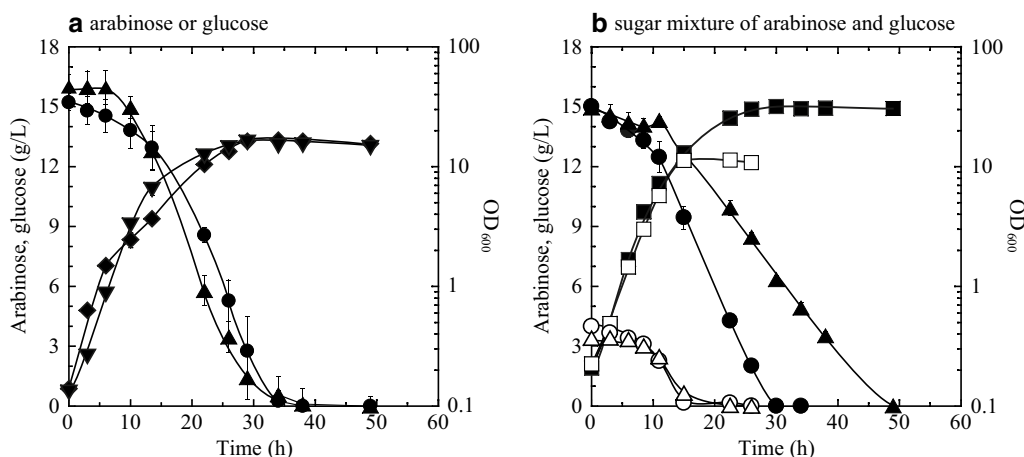 a arabinose or glucose
18
15
12
9
6
3
0
Arabinose, glucose (g/L)
100
10
1
0.1
OD600
0 10 20 30 40 50 60
Time (h)
b sugar mixture of arabinose and glucose
18
15
12
9
6
3
0
Arabinose, glucose (g/L)
100
10
1
0.1
OD600
0 10 20 30 40 50 60
Time (h)